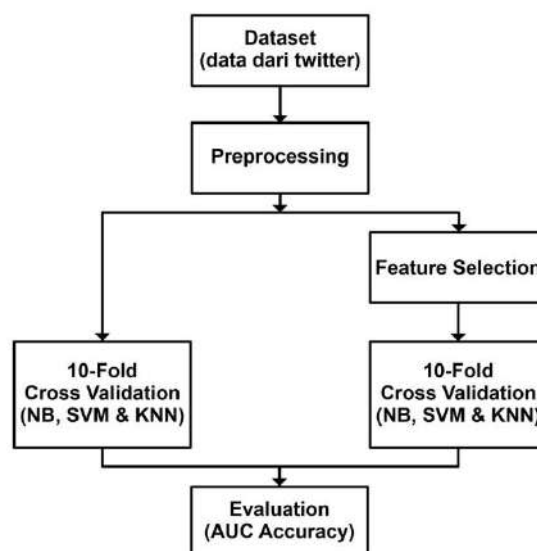 Dataset
(data dari twitter)
Preprocessing
Feature Selection
10-Fold
Cross Validation
(NB, SVM & KNN)
10-Fold
Cross Validation
(NB, SVM & KNN)
Evaluation
(AUC Accuracy)